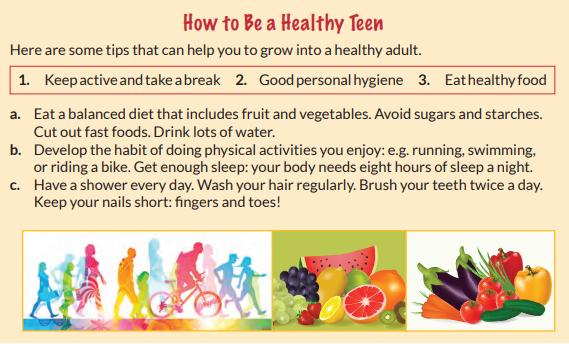 How to Be a Healthy Teen
Here are some tips that can help you to grow into a healthy adult.
1. Keep active and take a break 2. Good personal hygiene 3. Eat healthy food
a. Eat a balanced diet that includes fruit and vegetables. Avoid sugars and starches.
Cut out fast foods. Drink lots of water.
b. Develop the habit of doing physical activities you enjoy: e.g. running, swimming,
or riding a bike. Get enough sleep: your body needs eight hours of sleep a night.
c. Have a shower every day. Wash your hair regularly. Brush your teeth twice a day.
Keep your nails short: fingers and toes!